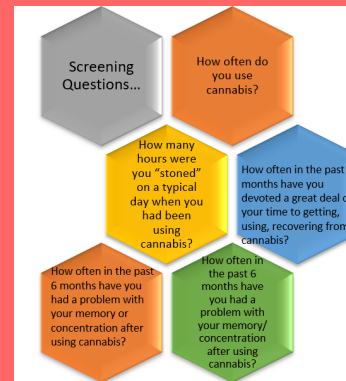 Screening
Questions...
How often do
you use
cannabis?
How many
hours were
you “stoned”
on a typical
day when you
had been
using
cannabis?
How often in the past
months have you
devoted a great deal
your time to getting,
using, recovering from
cannabis?
How often in the past
6 months have you
had a problem with
your memory or
concentration after
using cannabis?
How often in
the past 6
months have
you had a
problem with
your memory/
concentration
after using
cannabis?